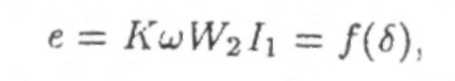 e = KωW₂I₁ = f(δ),